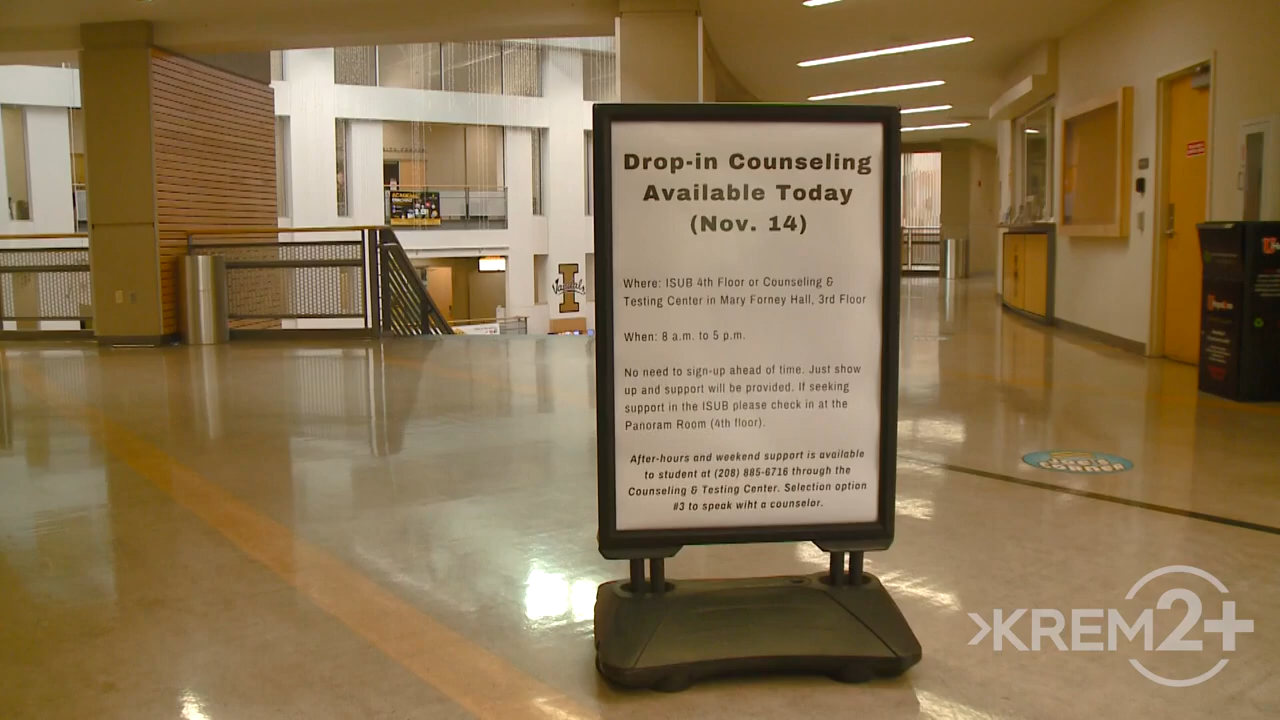 Drop-in Counseling
Available Today
(Nov. 14)
Where: ISUB 4th Floor or Counseling &
Testing Center in Mary Forney Hall, 3rd Floor
When: 8 a.m. to 5 p.m.
No need to sign-up ahead of time. Just show
up and support will be provided. If seeking
support in the ISUB please check in at the
Panoram Room (4th floor).
After-hours and weekend support is available
to student at (208) 885-6716 through the
Counseling & Testing Center. Selection option
#3 to speak wiht a counselor.
I
Vandals
KREM2+